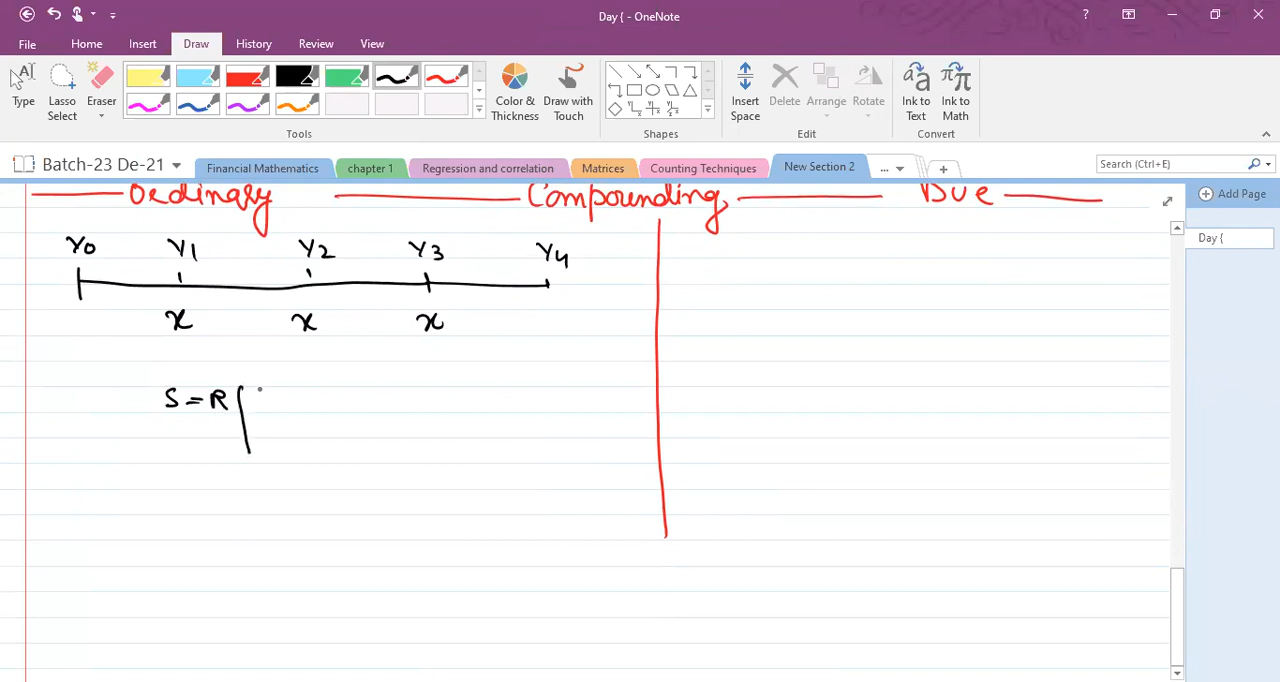 Day { - OneNote
?
File Home Insert Draw History Review View
Type Lasso Select Eraser Color & Thickness Draw with Touch Insert Space Delete Arrange Rotate Ink to Text Ink to Math
Tools Shapes Edit Convert
Batch-23 De-21 Financial Mathematics chapter 1 Regression and correlation Matrices Counting Techniques New Section 2 ... + Search (Ctrl+E)
Add Page
Day {
Ordinary Compounding, Due
Y0 Y1 Y2 Y3 Y4
x x x
S = R